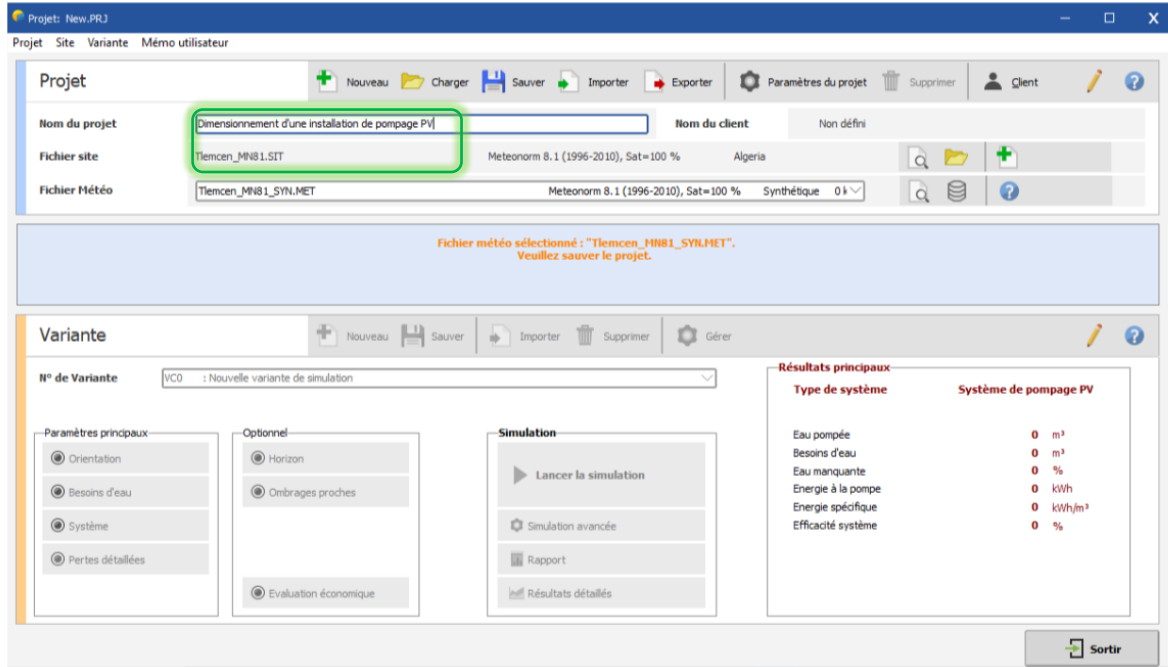 Projet: New.PRJ
Projet Site Variante Mémo utilisateur
Projet Nouveau Charger Sauver Importer Exporter Paramètres du projet Supprimer Client
Nom du projet Dimensionnement d'une installation de pompage PV Nom du client Non défini
Fichier site Tlemcen_MN81.SIT Meteonorm 8.1 (1996-2010), Sat=100 % Algeria
Fichier Météo Tlemcen_MN81_SYN.MET Meteonorm 8.1 (1996-2010), Sat=100 % Synthétique 0 k
Fichier météo sélectionné : "Tlemcen_MN81_SYN.MET".
Veuillez sauver le projet.
Variante Nouveau Sauver Importer Supprimer Gérer
N° de Variante VC0 : Nouvelle variante de simulation
Paramètres principaux
Orientation
Besoins d'eau
Système
Pertes détaillées
Optionnel
Horizon
Ombrages proches
Evaluation économique
Simulation
Lancer la simulation
Simulation avancée
Rapport
Résultats détaillés
Résultats principaux
Type de système Système de pompage PV
Eau pompée 0 m³
Besoins d'eau 0 m³
Eau manquante 0 %
Energie à la pompe 0 kWh
Energie spécifique 0 kWh/m³
Efficacité système 0 %
Sortir